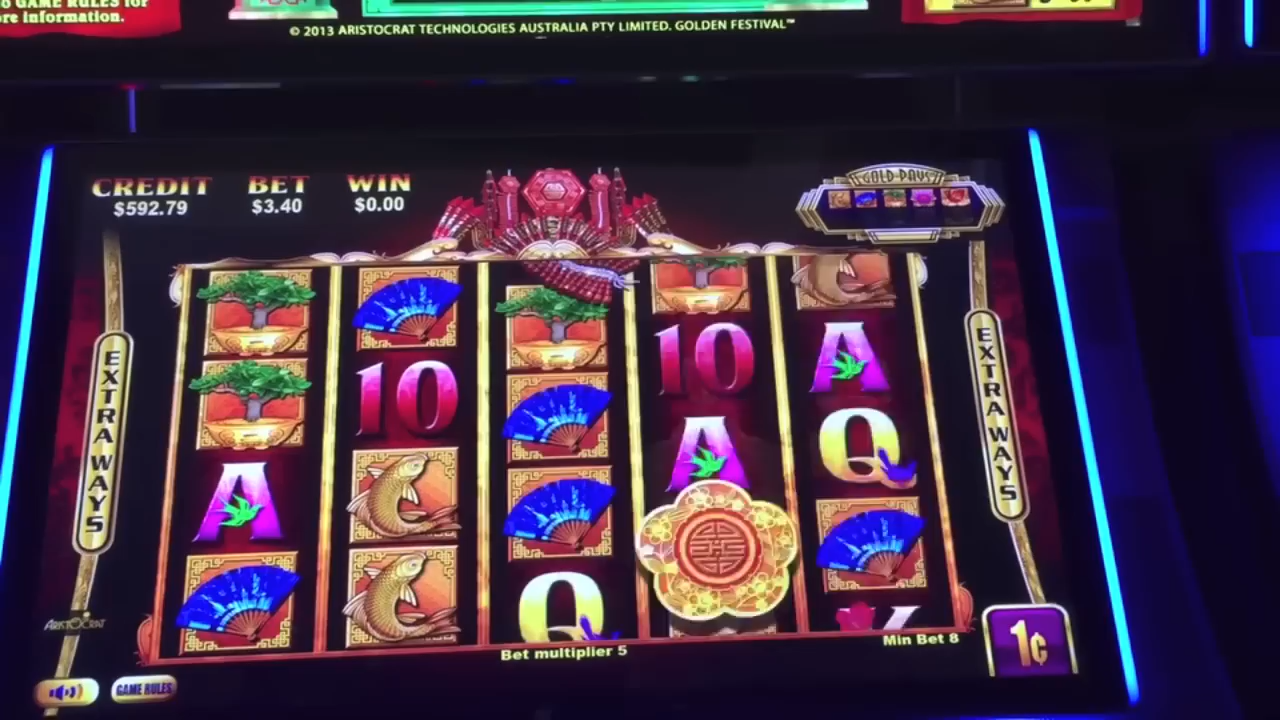 GAME RULES for
re information.
© 2013 ARISTOCRAT TECHNOLOGIES AUSTRALIA PTY LIMITED. GOLDEN FESTIVAL™
CREDIT BET WIN
$592.79 $3.40 $0.00
GOLD PAYS
EXTRA WAYS
EXTRA WAYS
10
10
A
A
A
Q
Q
ARISTOCRAT
Bet multiplier 5
Min Bet 8
1¢
GAME RULES